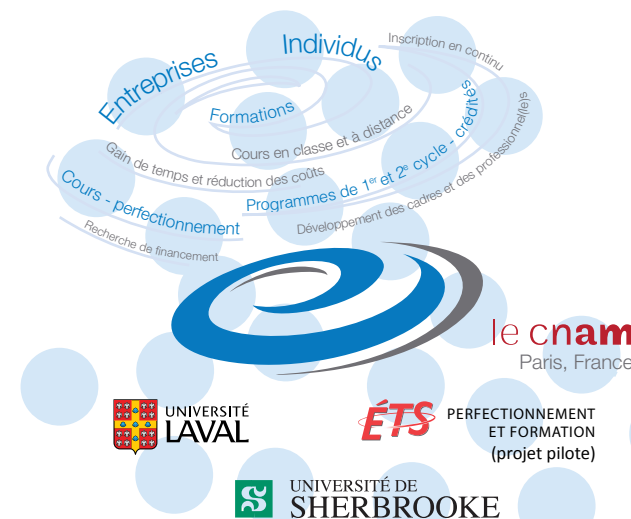 Entreprises
Individus
Inscription en continu
Formations
Cours en classe et à distance
Gain de temps et réduction des coûts
Programmes de 1er et 2e cycle - crédités
Cours - perfectionnement
Développement des cadres et des professionnel(le)s
Recherche de financement
le cnam
Paris, France
UNIVERSITÉ
LAVAL
ÉTS
PERFECTIONNEMENT
ET FORMATION
(projet pilote)
S
UNIVERSITÉ DE
SHERBROOKE